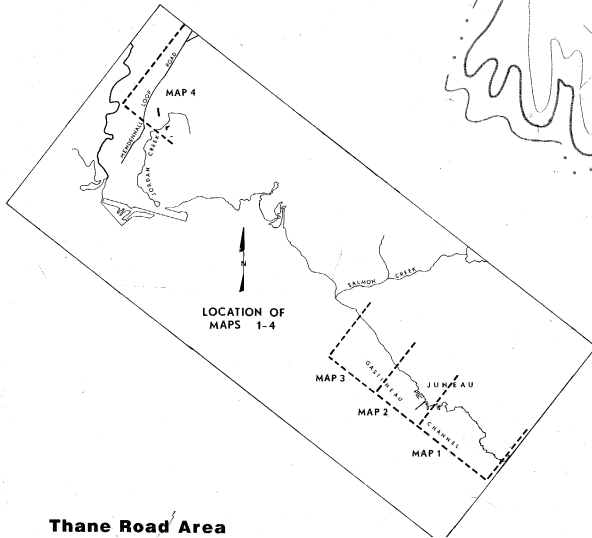 MAP 4
MENDENHALL LOOP ROAD
JORDAN CREEK
N
SALMON CREEK
LOCATION OF
MAPS 1-4
MAP 3
GASTINEAU CHANNEL
JUNEAU
MAP 2
MAP 1
Thane Road Area